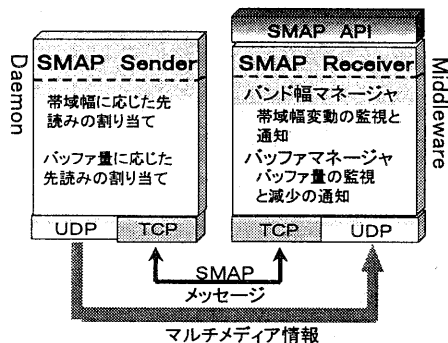 SMAP API
Daemon
SMAP Sender
帯域幅に応じた先
読みの割り当て
バッファ量に応じた
先読みの割り当て
UDP
TCP
SMAP Receiver
バンド幅マネージャ
帯域幅変動の監視と
通知
バッファマネージャ
バッファ量の監視
と減少の通知
TCP
UDP
Middleware
SMAP
メッセージ
マルチメディア情報